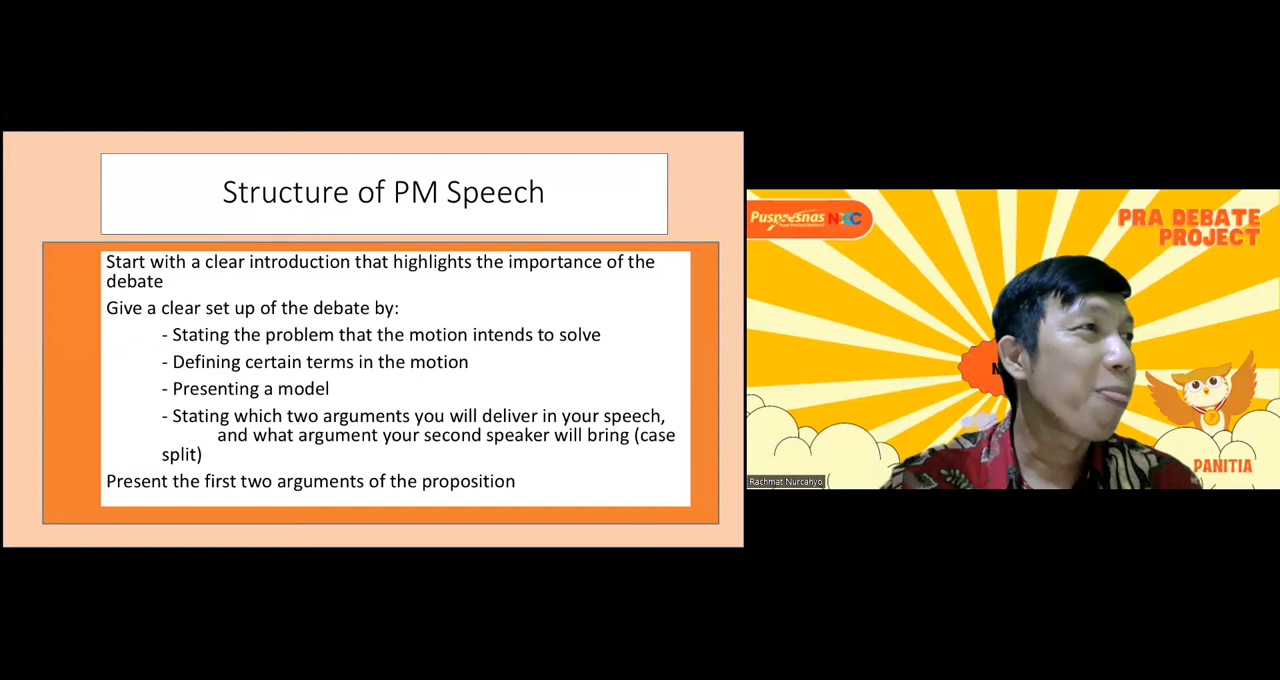 Structure of PM Speech
Start with a clear introduction that highlights the importance of the
debate
Give a clear set up of the debate by:
- Stating the problem that the motion intends to solve
- Defining certain terms in the motion
- Presenting a model
- Stating which two arguments you will deliver in your speech,
and what argument your second speaker will bring (case
split)
Present the first two arguments of the proposition
Puspresnas
PRA DEBATE
PROJECT
N
PANITIA
Rachmat Nurcahyo